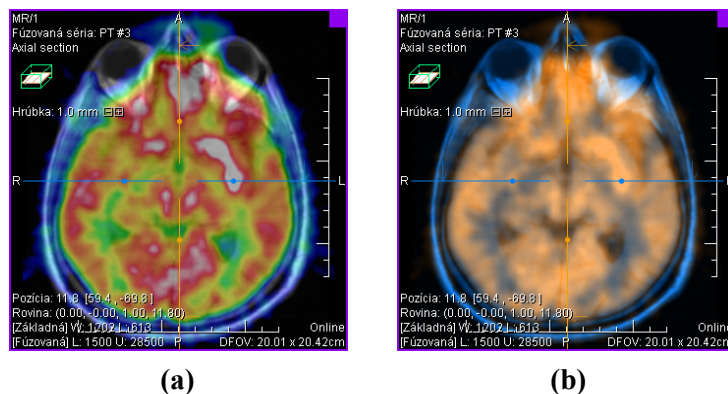 MR/1
Fúzovaná séria: PT #3
Axial section
A
Hrúbka: 1.0 mm
R
L
Pozícia: 11.8 [59.4, -69.8]
Rovina: (0.00, -0.00, 1.00, 11.80)
[Základná] W: 1202 L: 613
Online
[Fúzovaná] L: 1500 U: 28500
P
DFOV: 20.01 x 20.42cm
(a)
MR/1
Fúzovaná séria: PT #3
Axial section
A
Hrúbka: 1.0 mm
R
Pozícia: 11.8 [59.4, -69.8]
Rovina: (0.00, -0.00, 1.00, 11.80)
[Základná] W: 1202 L: 613
Online
[Fúzovaná] L: 1500 U: 28500
P
DFOV: 20.01 x 20.42cm
(b)